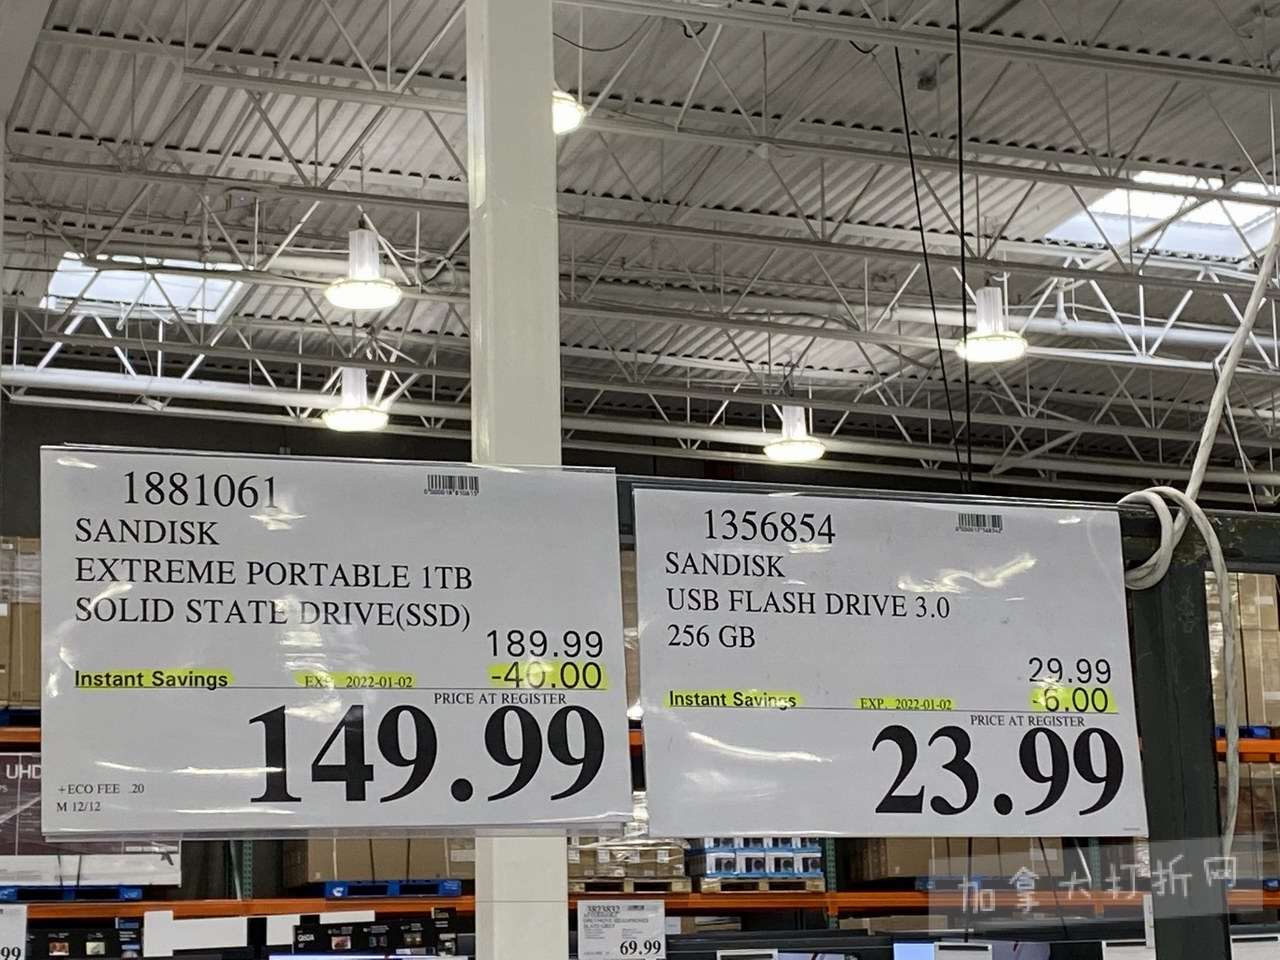 1881061
SANDISK
EXTREME PORTABLE 1TB
SOLID STATE DRIVE(SSD)
189.99
Instant Savings EXP. 2022-01-02 -40.00
PRICE AT REGISTER
149.99
+ECO FEE .20
M 12/12
1356854
SANDISK
USB FLASH DRIVE 3.0
256 GB
29.99
Instant Savings EXP. 2022-01-02 -6.00
PRICE AT REGISTER
23.99
UHD
69.99
.99
加拿大打折网